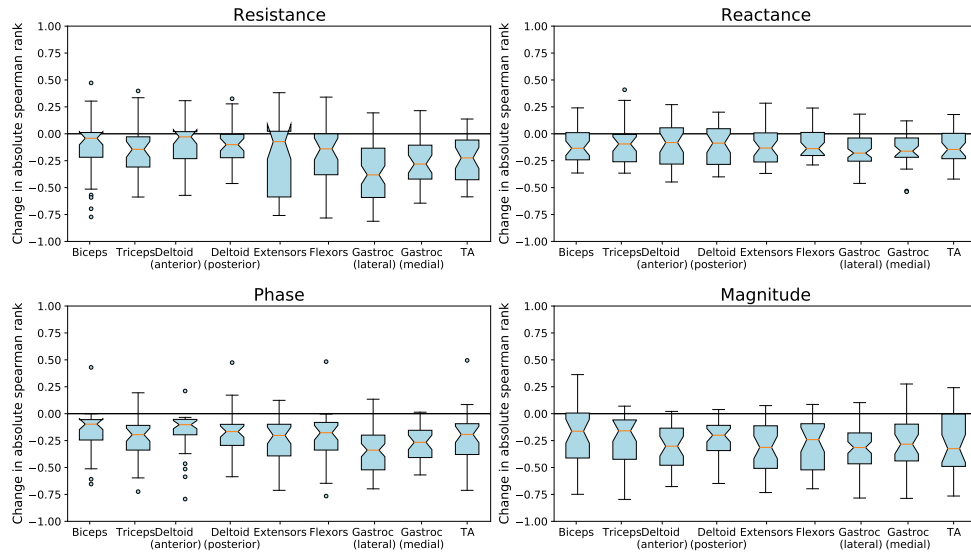 Resistance
Change in absolute spearman rank
1.00
0.75
0.50
0.25
0.00
−0.25
−0.50
−0.75
−1.00
Biceps Triceps Deltoid Deltoid Extensors Flexors Gastroc Gastroc TA
(anterior) (posterior) (lateral) (medial)
Reactance
Change in absolute spearman rank
1.00
0.75
0.50
0.25
0.00
−0.25
−0.50
−0.75
−1.00
Biceps Triceps Deltoid Deltoid Extensors Flexors Gastroc Gastroc TA
(anterior) (posterior) (lateral) (medial)
Phase
Change in absolute spearman rank
1.00
0.75
0.50
0.25
0.00
−0.25
−0.50
−0.75
−1.00
Biceps Triceps Deltoid Deltoid Extensors Flexors Gastroc Gastroc TA
(anterior) (posterior) (lateral) (medial)
Magnitude
Change in absolute spearman rank
1.00
0.75
0.50
0.25
0.00
−0.25
−0.50
−0.75
−1.00
Biceps Triceps Deltoid Deltoid Extensors Flexors Gastroc Gastroc TA
(anterior) (posterior) (lateral) (medial)